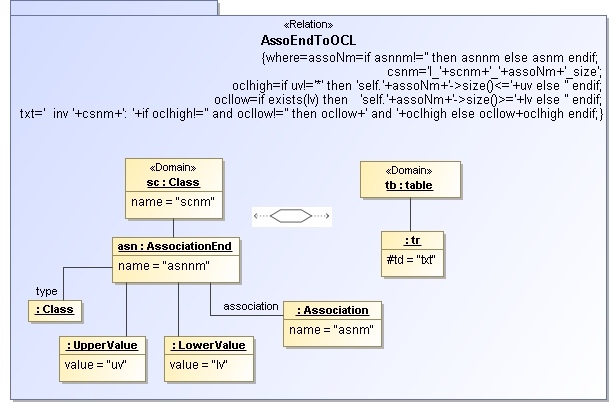 «Relation»
AssoEndToOCL
{where=assoNm=if asnnm!='' then asnnm else asnm endif;
csnm='l_'+scnm+'_'+assoNm+'_size';
oclhigh=if uv!='*' then 'self.'+assoNm+'->size()<='+uv else '' endif;
ocllow=if exists(lv) then 'self.'+assoNm+'->size()>='+lv else '' endif;
txt=' inv '+csnm+': '+if oclhigh!='' and ocllow!='' then ocllow+' and '+oclhigh else ocllow+oclhigh endif;}
«Domain»
sc : Class
name = "scnm"
«Domain»
tb : table
asn : AssociationEnd
name = "asnnm"
: tr
#td = "txt"
type
: Class
association
: Association
name = "asnm"
: UpperValue
value = "uv"
: LowerValue
value = "lv"